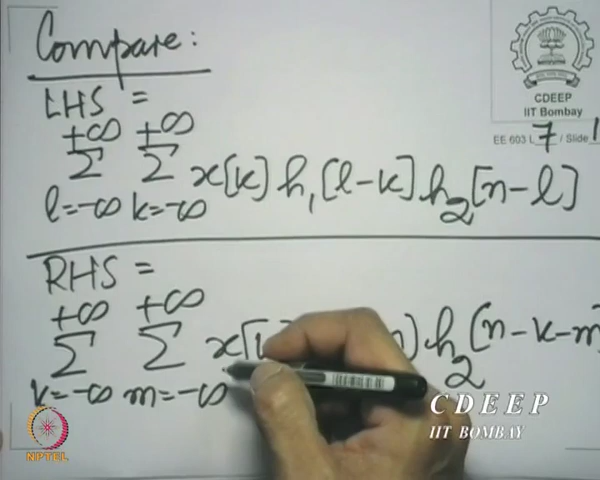 Compare:
LHS =
+∞ +∞
Σ Σ x[k] h₁[l-k] h₂[n-l]
l=-∞ k=-∞
RHS =
+∞ +∞
Σ Σ x[ ) h₂[n-k-m
k=-∞ m=-∞
CDEEP
IIT Bombay
EE 603 L 7 / Slide 1
CDEEP
IIT BOMBAY
NPTEL